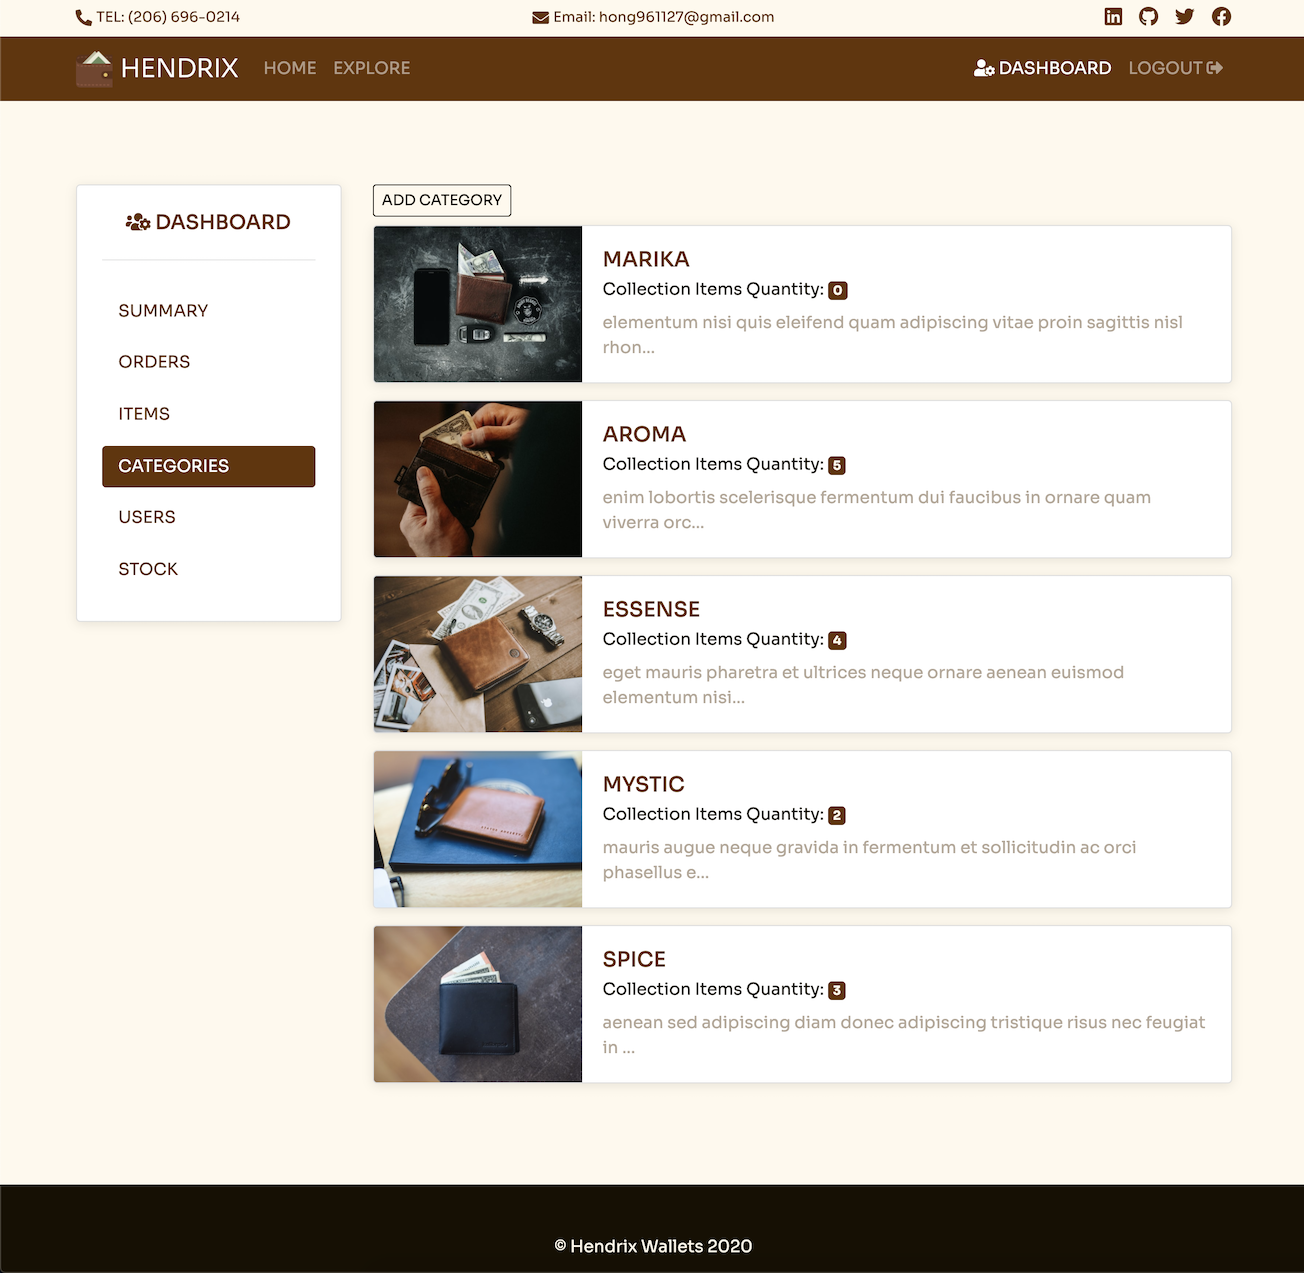 TEL: (206) 696-0214
Email: hong961127@gmail.com
HENDRIX
HOME
EXPLORE
DASHBOARD
LOGOUT
DASHBOARD
SUMMARY
ORDERS
ITEMS
CATEGORIES
USERS
STOCK
ADD CATEGORY
MARIKA
Collection Items Quantity: 0
elementum nisi quis eleifend quam adipiscing vitae proin sagittis nisl
rhon...
AROMA
Collection Items Quantity: 5
enim lobortis scelerisque fermentum dui faucibus in ornare quam
viverra orc...
ESSENSE
Collection Items Quantity: 4
eget mauris pharetra et ultrices neque ornare aenean euismod
elementum nisi...
MYSTIC
Collection Items Quantity: 2
mauris augue neque gravida in fermentum et sollicitudin ac orci
phasellus e...
SPICE
Collection Items Quantity: 3
aenean sed adipiscing diam donec adipiscing tristique risus nec feugiat
in ...
© Hendrix Wallets 2020